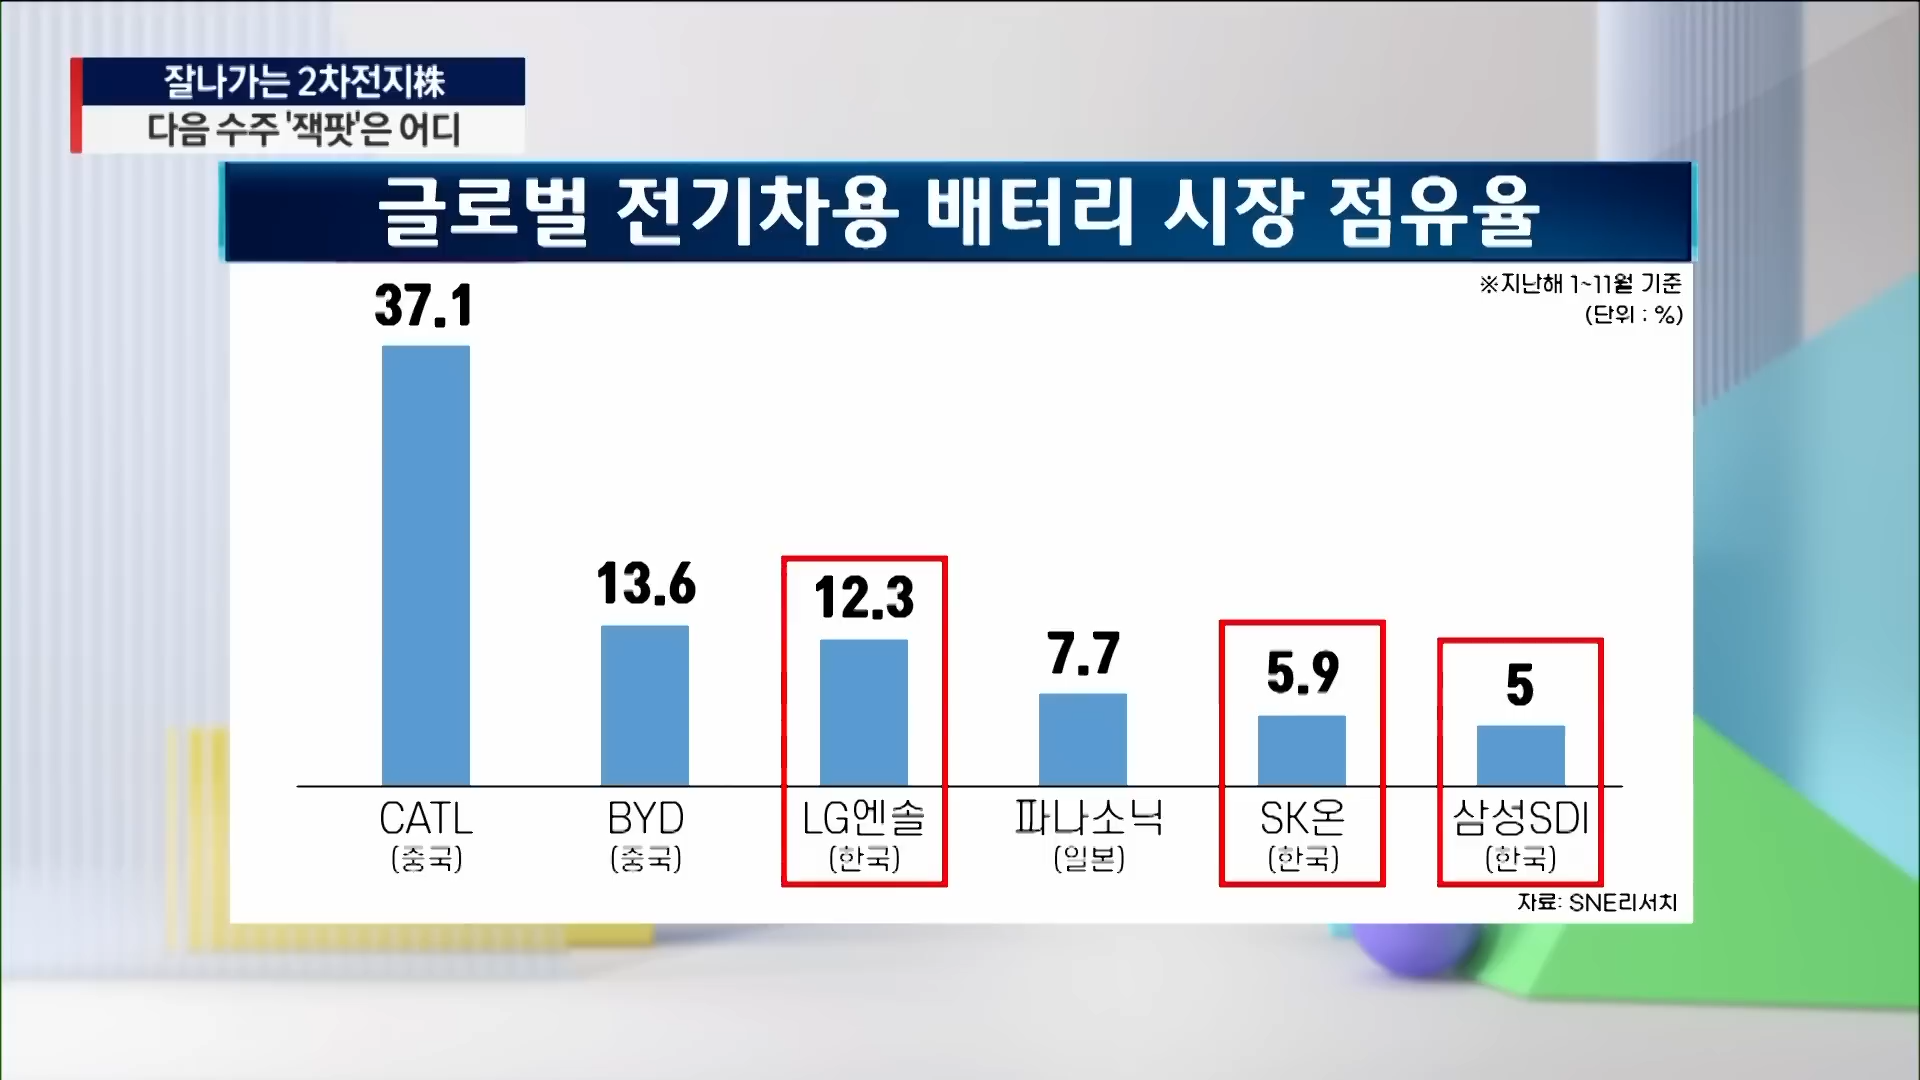 잘나가는 2차전지株
다음 수주 '잭팟'은 어디
글로벌 전기차용 배터리 시장 점유율
※지난해 1~11월 기준
(단위 : %)
37.1
13.6
12.3
7.7
5.9
5
CATL
(중국)
BYD
(중국)
LG엔솔
(한국)
파나소닉
(일본)
SK온
(한국)
삼성SDI
(한국)
자료: SNE리서치